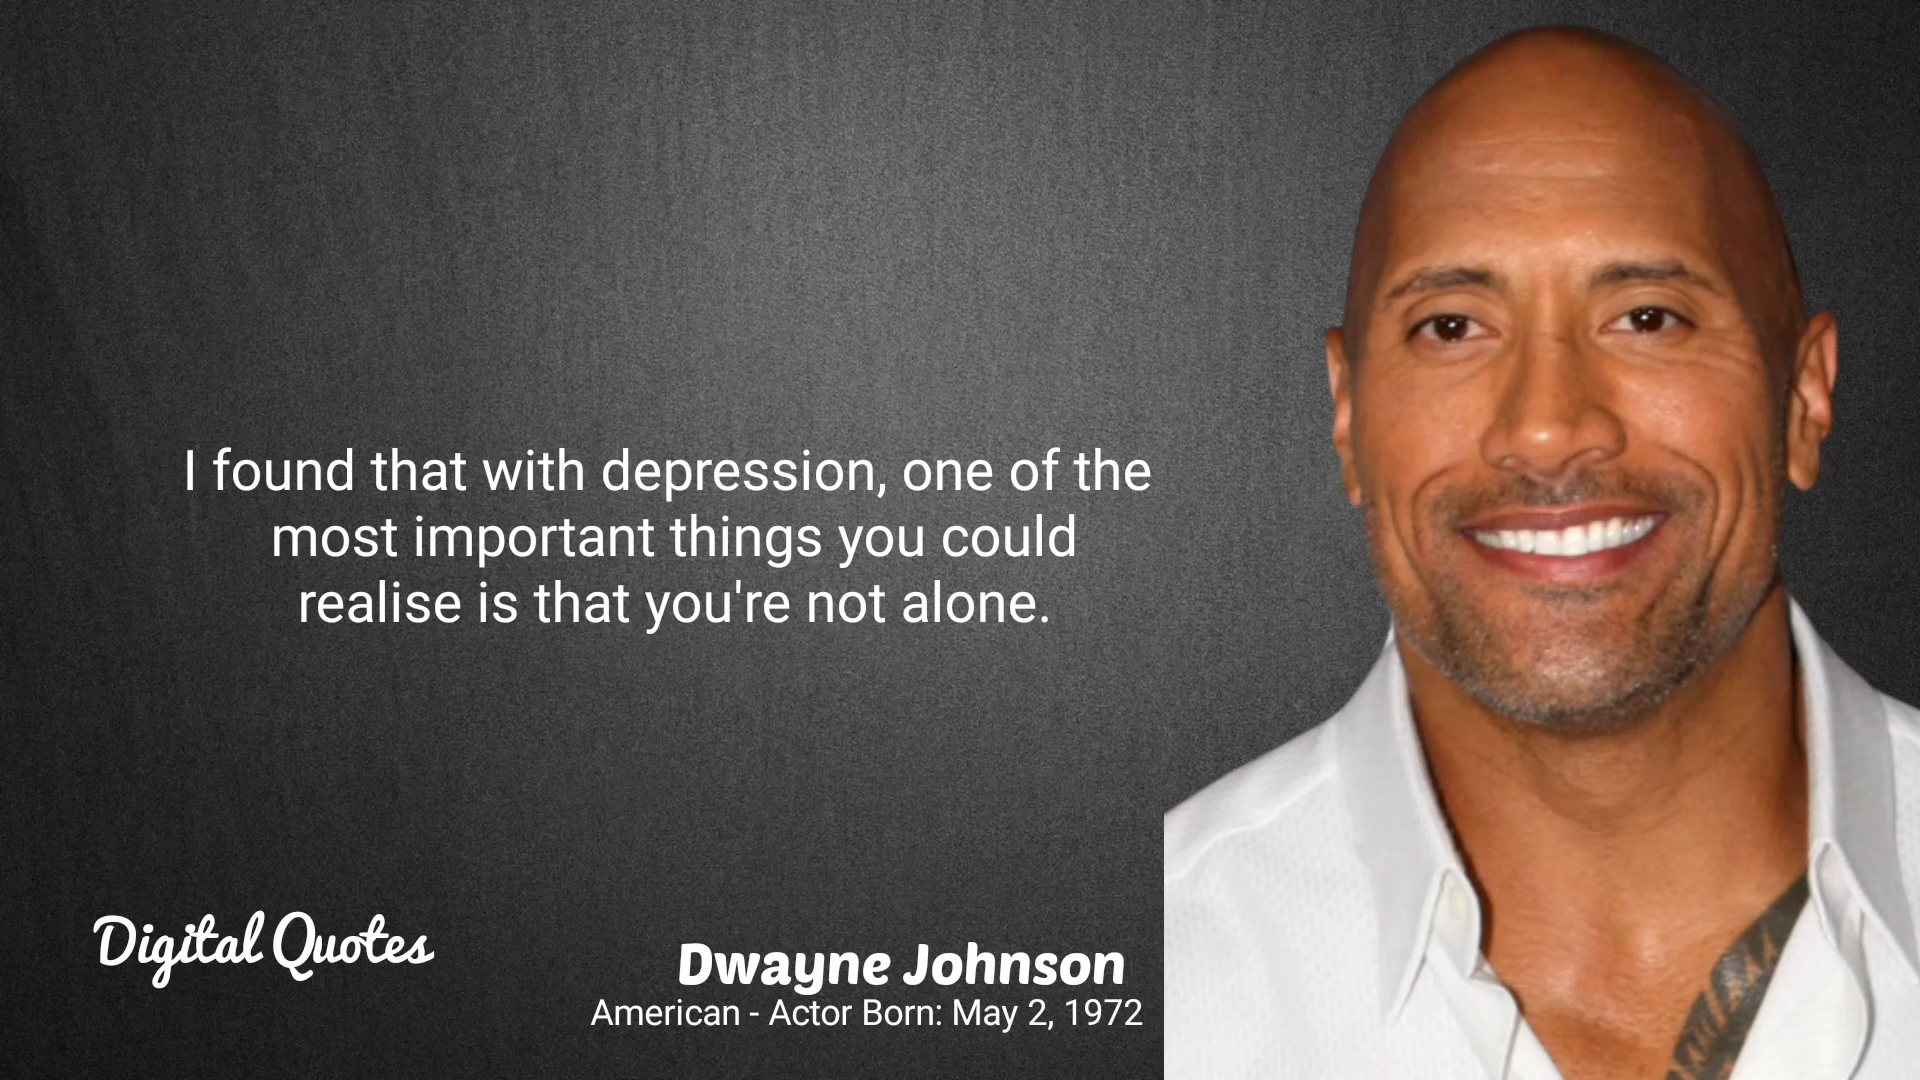 I found that with depression, one of the
most important things you could
realise is that you're not alone.
Digital Quotes
Dwayne Johnson
American - Actor Born: May 2, 1972